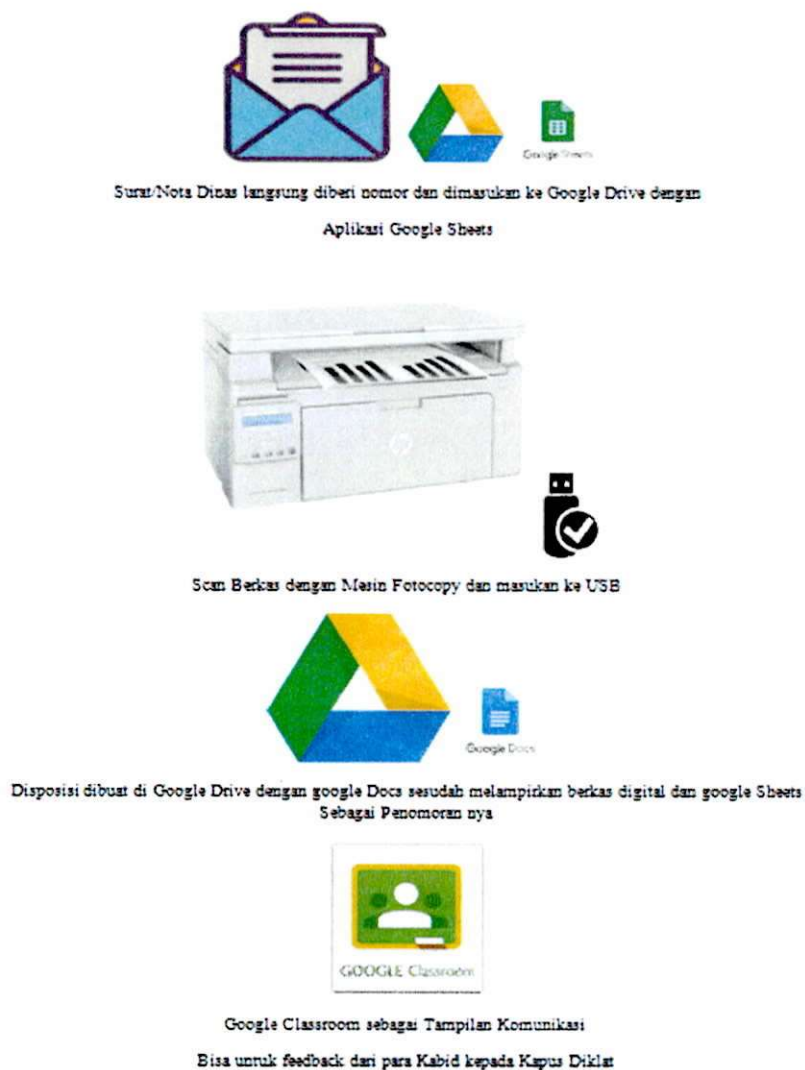 Google Sheets
Surat/Nota Dinas langsung diberi nomor dan dimasukan ke Google Drive dengan
Aplikasi Google Sheets
Scan Berkas dengan Mesin Fotocopy dan masukan ke USB
Google Docs
Disposisi dibuat di Google Drive dengan google Docs sesudah melampirkan berkas digital dan google Sheets
Sebagai Penomoran nya
GOOGLE Classroom
Google Classroom sebagai Tampilan Komunikasi
Bisa untuk feedback dari para Kabid kepada Kapus Diklat